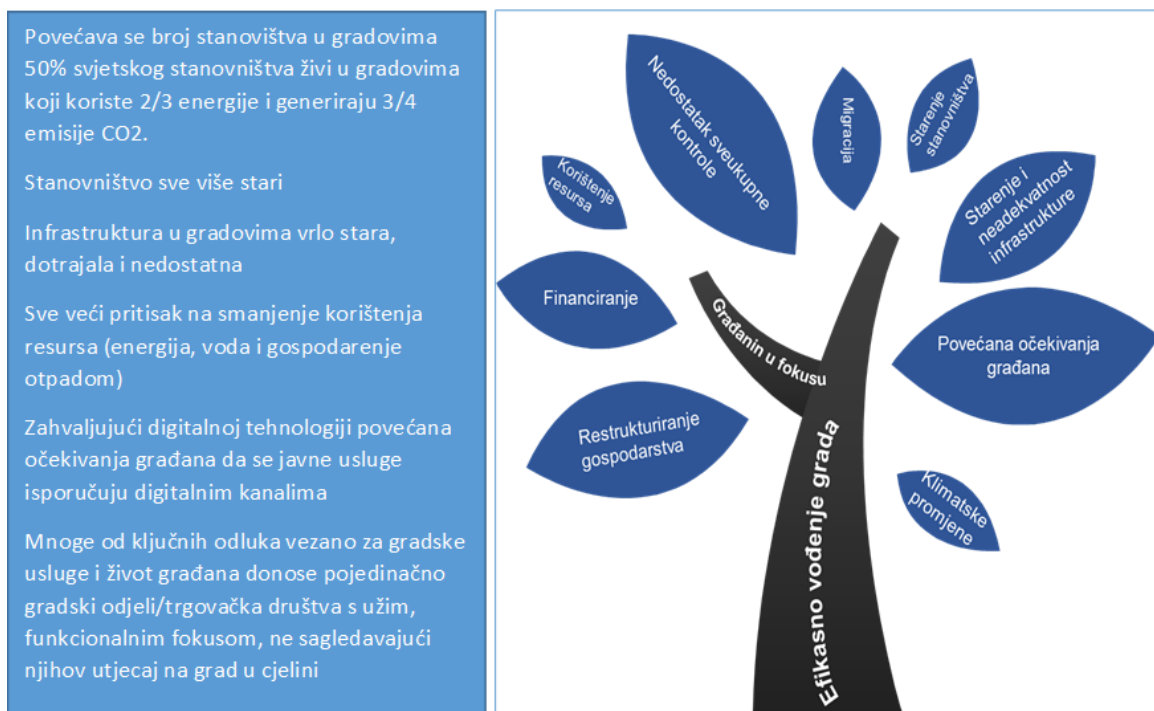 Povećava se broj stanovištva u gradovima
50% svjetskog stanovništva živi u gradovima
koji koriste 2/3 energije i generiraju 3/4
emisije CO2.
Stanovništvo sve više stari
Infrastruktura u gradovima vrlo stara,
dotrajala i nedostatna
Sve veći pritisak na smanjenje korištenja
resursa (energija, voda i gospodarenje
otpadom)
Zahvaljujući digitalnoj tehnologiji povećana
očekivanja građana da se javne usluge
isporučuju digitalnim kanalima
Mnoge od ključnih odluka vezano za gradske
usluge i život građana donose pojedinačno
gradski odjeli/trgovačka društva s užim,
funkcionalnim fokusom, ne sagledavajući
njihov utjecaj na grad u cjelini
Nedostatak sveukupne
kontrole
Migracija
Starenje
stanovništva
Korištenje
resursa
Starenje i
neadekvatnost
infrastrukture
Financiranje
Građanin u fokusu
Povećana očekivanja
građana
Restrukturiranje
gospodarstva
Klimatske
promjene
Efikasno vođenje grada